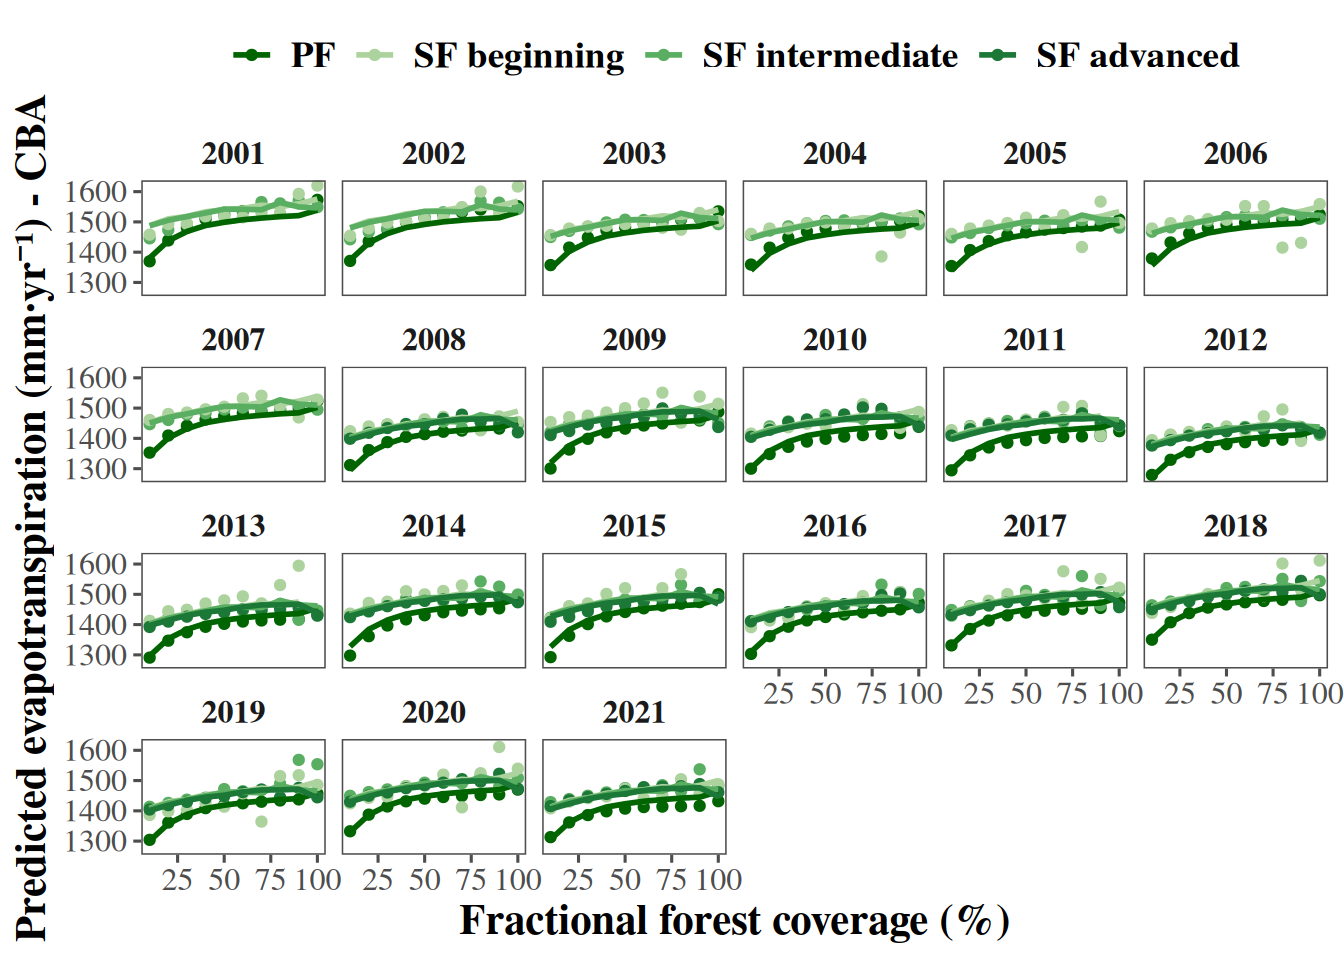 PF SF beginning SF intermediate SF advanced
Predicted evapotranspiration (mm·yr⁻¹) - CBA
2001 2002 2003 2004 2005 2006
1600
1500
1400
1300
2007 2008 2009 2010 2011 2012
1600
1500
1400
1300
2013 2014 2015 2016 2017 2018
1600
1500
1400
1300
25 50 75 100 25 50 75 100 25 50 75 100
2019 2020 2021
1600
1500
1400
1300
25 50 75 100 25 50 75 100 25 50 75 100
Fractional forest coverage (%)